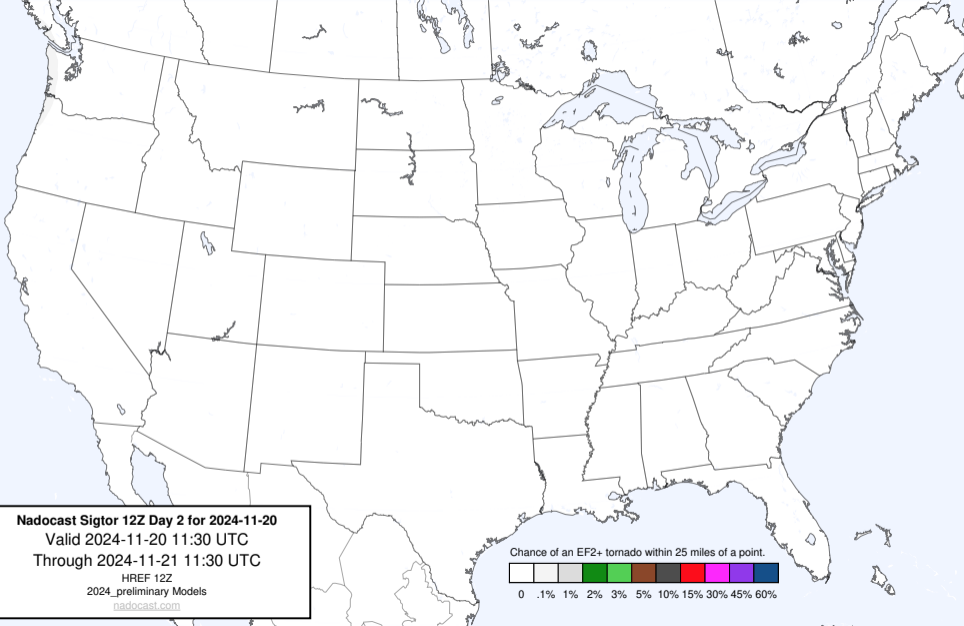 Nadocast Sigtor 12Z Day 2 for 2024-11-20
Valid 2024-11-20 11:30 UTC
Through 2024-11-21 11:30 UTC
HREF 12Z
2024_preliminary Models
nadocast.com
Chance of an EF2+ tornado within 25 miles of a point.
0 .1% 1% 2% 3% 5% 10% 15% 30% 45% 60%